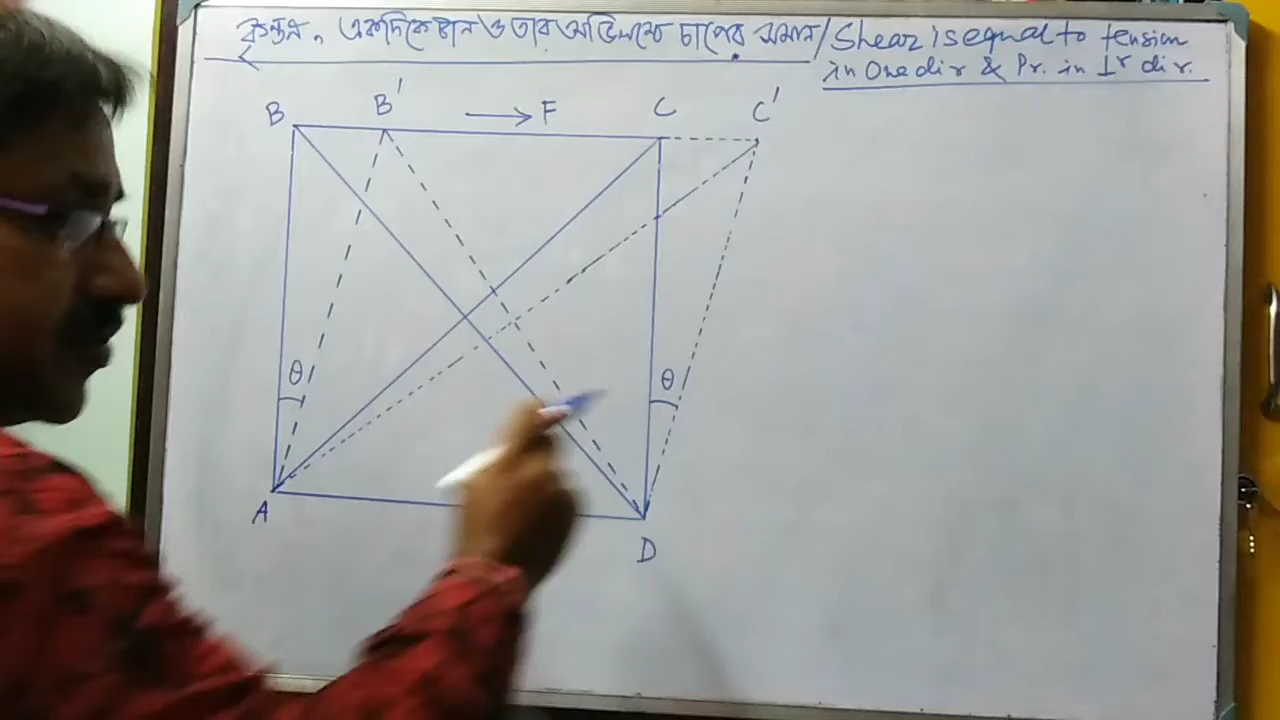 কৃন্তন, একদিকে টান ও তার অভিলম্বে চাপের সমান / Shear is equal to tension
in One dir & Pr. in ⊥r dir.
B B' → F C C'
θ θ
A
D